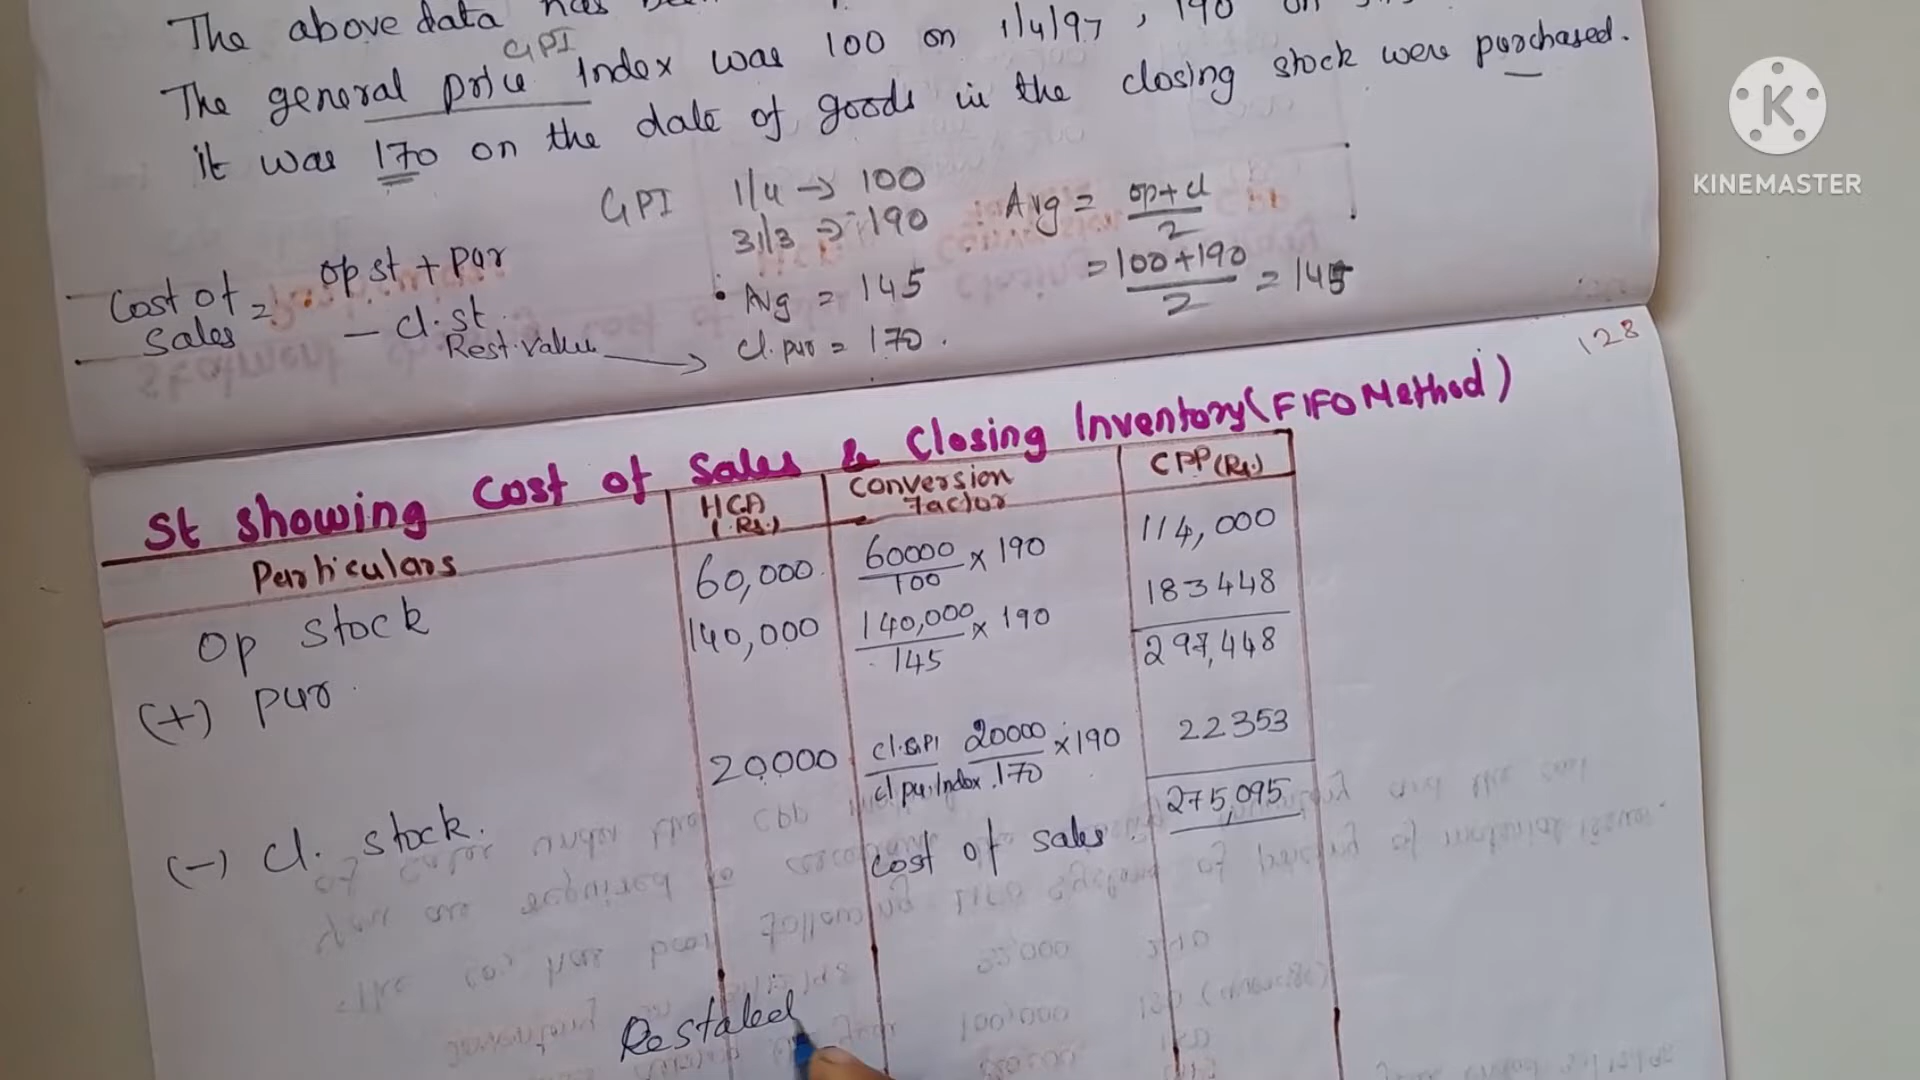 The above data has been
GPI
The general price Index was 100 on 1/4/97, 190 on
it was 170 on the date of goods in the closing stock were purchased.
GPI 1/4 → 100
31/3 → 190
Avg = 145
cl. pur = 170.
Avg = op + cl / 2
= 100+190 / 2 = 145
Cost of Sales = op st + pur
- cl. st.
Rest. value →
128
St showing Cost of Sales & Closing Inventory (FIFO Method)
Particulars HCA (Rs.) Conversion Factor CPP (Rs.)
Op stock 60,000 60000/100 × 190 114,000
(+) pur 140,000 140,000/145 × 190 183448
297,448
(-) Cl. stock. 20000 cl. GPI / cl pur. Index 20000/170 × 190 22353
Cost of sales 275,095
Restated
KINEMASTER